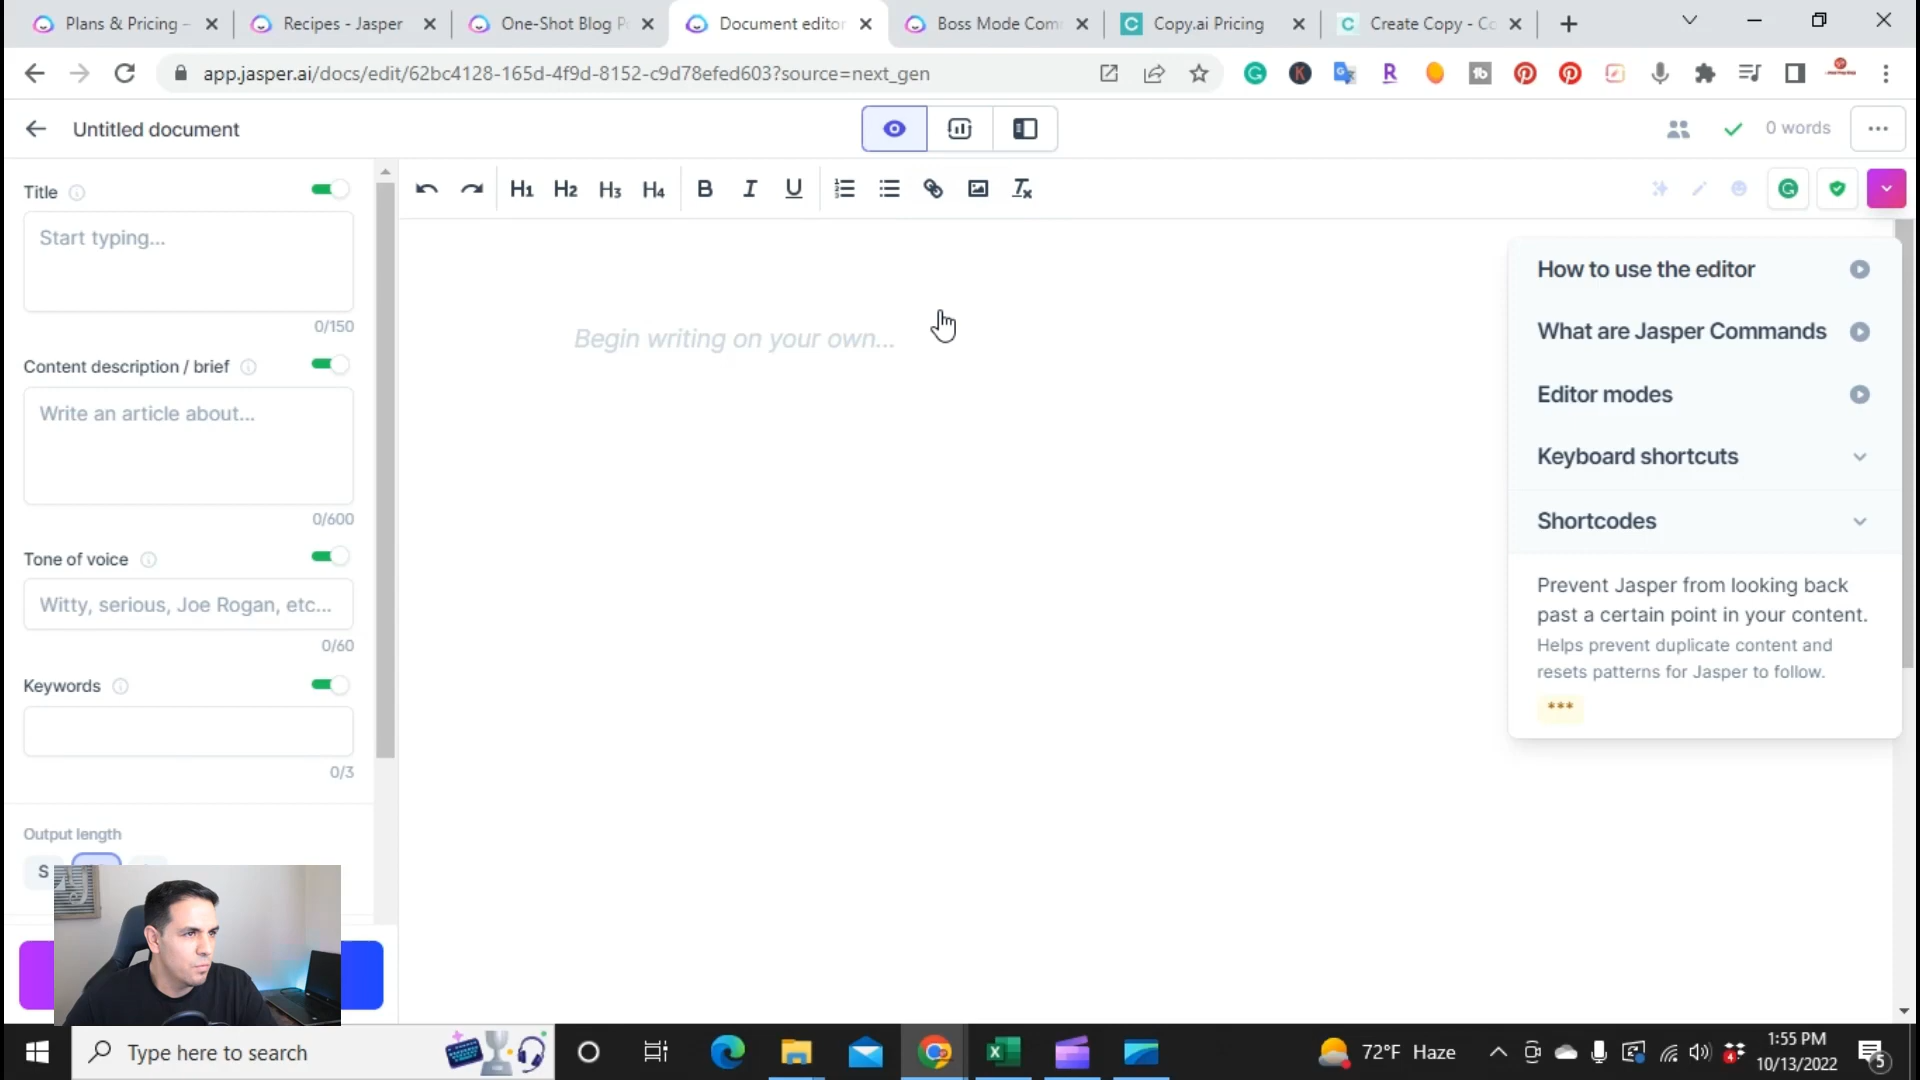 Plans & Pricing -
Recipes - Jasper
One-Shot Blog P
Document editor
Boss Mode Com
Copy.ai Pricing
Create Copy - Co
app.jasper.ai/docs/edit/62bc4128-165d-4f9d-8152-c9d78efed603?source=next_gen
Untitled document
0 words
Title
Start typing...
0/150
Content description / brief
Write an article about...
0/600
Tone of voice
Witty, serious, Joe Rogan, etc...
0/60
Keywords
0/3
Output length
S
H1 H2 H3 H4 B I U
Begin writing on your own...
How to use the editor
What are Jasper Commands
Editor modes
Keyboard shortcuts
Shortcodes
Prevent Jasper from looking back
past a certain point in your content.
Helps prevent duplicate content and
resets patterns for Jasper to follow.
***
Type here to search
72°F Haze
1:55 PM
10/13/2022
5